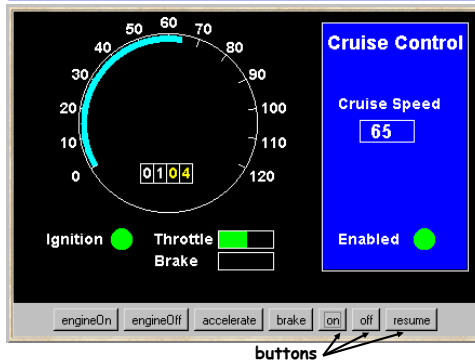 0
10
20
30
40
50
60
70
80
90
100
110
120
0104
Cruise Control
Cruise Speed
65
Ignition
Throttle
Brake
Enabled
engineOn engineOff accelerate brake on off resume
buttons